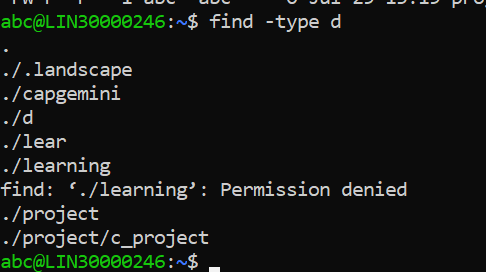 abc@LIN30000246:~$ find -type d
.
./.landscape
./capgemini
./d
./lear
./learning
find: ‘./learning’: Permission denied
./project
./project/c_project
abc@LIN30000246:~$